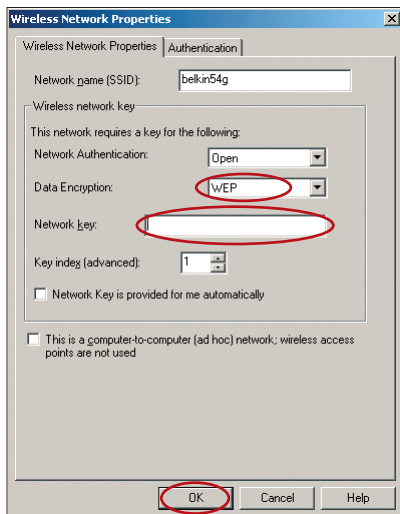 Wireless Network Properties
Wireless Network Properties Authentication
Network name (SSID): belkin54g
Wireless network key
This network requires a key for the following:
Network Authentication: Open
Data Encryption: WEP
Network key:
Key index (advanced): 1
Network Key is provided for me automatically
This is a computer-to-computer (ad hoc) network; wireless access
points are not used
OK Cancel Help